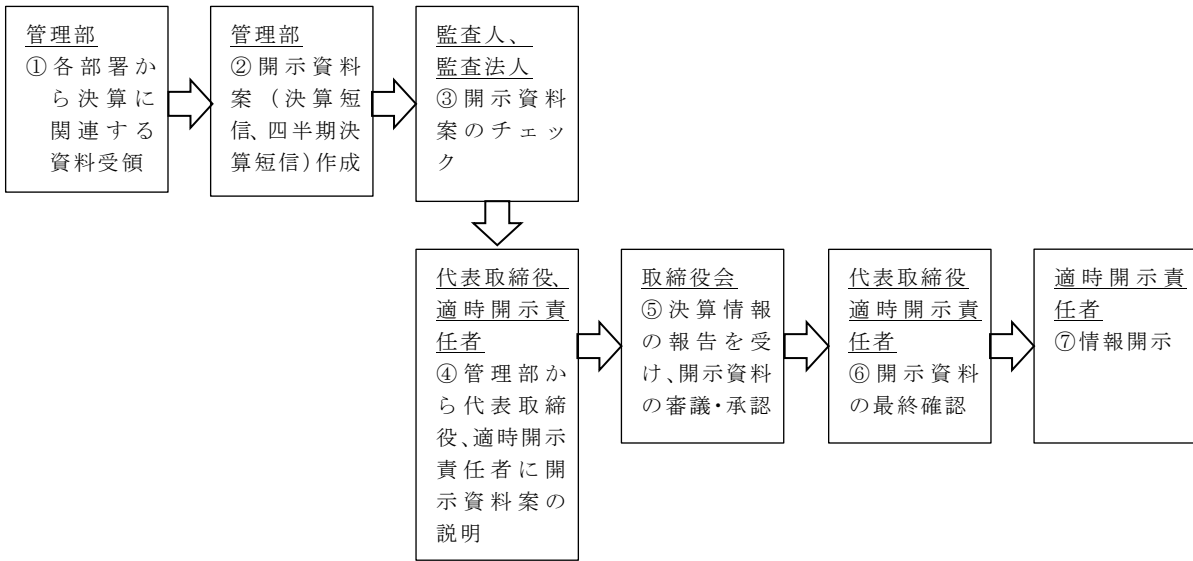 管理部
①各部署か
ら決算に
関連する
資料受領
管理部
②開示資料
案（決算短
信、四半期決
算短信）作成
監査人、
監査法人
③開示資料
案のチェッ
ク
代表取締役、
適時開示責
任者
④管理部か
ら代表取締
役、適時開示
責任者に開
示資料案の
説明
取締役会
⑤決算情報
の報告を受
け、開示資料
の審議・承認
代表取締役
適時開示責
任者
⑥開示資料
の最終確認
適時開示責
任者
⑦情報開示